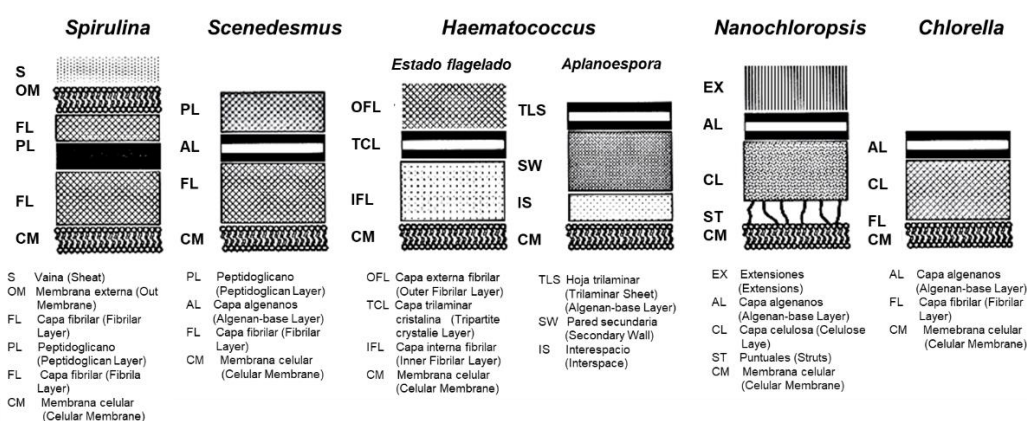 Spirulina
Scenedesmus
Haematococcus
Nanochloropsis
Chlorella
Estado flagelado
Aplanoespora
S
OM
FL
PL
FL
CM
PL
AL
FL
CM
OFL
TCL
IFL
CM
TLS
SW
IS
CM
EX
AL
CL
ST
CM
AL
CL
FL
CM
S Vaina (Sheat)
OM Membrana externa (Out
Membrane)
FL Capa fibrilar (Fibrilar
Layer)
PL Peptidoglicano
(Peptidoglican Layer)
FL Capa fibrilar (Fibrila
Layer)
CM Membrana celular
(Celular Membrane)
PL Peptidoglicano
(Peptidoglican Layer)
AL Capa algenanos
(Algenan-base Layer)
FL Capa fibrilar (Fibrilar
Layer)
CM Membrana celular
(Celular Membrane)
OFL Capa externa fibrilar
(Outer Fibrilar Layer)
TCL Capa trilaminar
cristalina (Tripartite
crystalie Layer)
IFL Capa interna fibrilar
(Inner Fibrilar Layer)
CM Membrana celular
(Celular Membrane)
TLS Hoja trilaminar
(Trilaminar Sheet)
(Algenan-base Layer)
SW Pared secundaria
(Secondary Wall)
IS Interespacio
(Interspace)
EX Extensiones
(Extensions)
AL Capa algenanos
(Algenan-base Layer)
CL Capa celulosa (Celulose
Laye)
ST Puntuales (Struts)
CM Membrana celular
(Celular Membrane)
AL Capa algenanos
(Algenan-base Layer)
FL Capa fibrilar (Fibrilar
Layer)
CM Memebrana celular
(Celular Membrane)